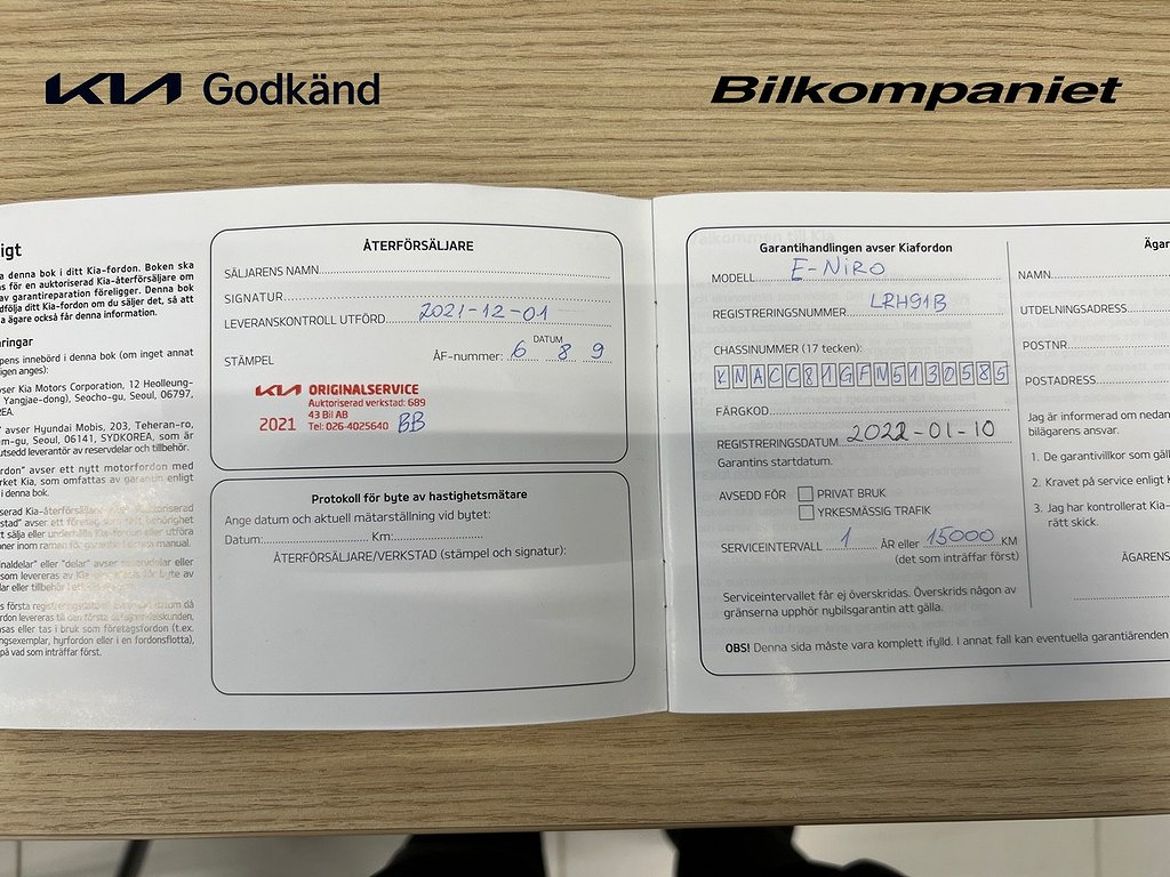 KIA Godkänd
Bilkompaniet
igt
a denna bok i ditt Kia-fordon. Boken ska
s för en auktoriserad Kia-återförsäljare om
av garantireparation föreligger. Denna bok
dfölja ditt Kia-fordon om du säljer det, så att
a ägare också får denna information.
ringar
pens innebörd i denna bok (om inget annat
igen anges):
vser Kia Motors Corporation, 12 Heolleung-
Yangjae-dong), Seocho-gu, Seoul, 06797,
REA.
" avser Hyundai Mobis, 203, Teheran-ro,
m-gu, Seoul, 06141, SYDKOREA, som är
utsedd leverantör av reservdelar och tillbehör.
ordon" avser ett nytt motorfordon med
rket Kia, som omfattas av garantin enligt
i denna bok.
ÅTERFÖRSÄLJARE
SÄLJARENS NAMN
SIGNATUR
LEVERANSKONTROLL UTFÖRD 2021-12-01
DATUM
STÄMPEL ÅF-nummer: 6 8 9
KIA ORIGINALSERVICE
Auktoriserad verkstad: 689
43 Bil AB
2021 Tel: 026-4025640 BB
Protokoll för byte av hastighetsmätare
Ange datum och aktuell mätarställning vid bytet:
Datum: Km:
ÅTERFÖRSÄLJARE/VERKSTAD (stämpel och signatur):
Garantihandlingen avser Kiafordon
MODELL E-NIRO
REGISTRERINGSNUMMER LRH91B
CHASSINUMMER (17 tecken):
KNACC81GFM5130585
FÄRGKOD
REGISTRERINGSDATUM 2022-01-10
Garantins startdatum.
AVSEDD FÖR PRIVAT BRUK
YRKESMÄSSIG TRAFIK
SERVICEINTERVALL 1 ÅR eller 15000 KM
(det som inträffar först)
Serviceintervallet får ej överskridas. Överskrids någon av
gränserna upphör nybilsgarantin att gälla.
OBS! Denna sida måste vara komplett ifylld. I annat fall kan eventuella garantiärenden
Ägar
NAMN
UTDELNINGSADRESS
POSTNR
POSTADRESS
Jag är informerad om nedan
bilägarens ansvar.
1. De garantivillkor som gäll
2. Kravet på service enligt K
3. Jag har kontrollerat Kia-
rätt skick.
ÄGARENS